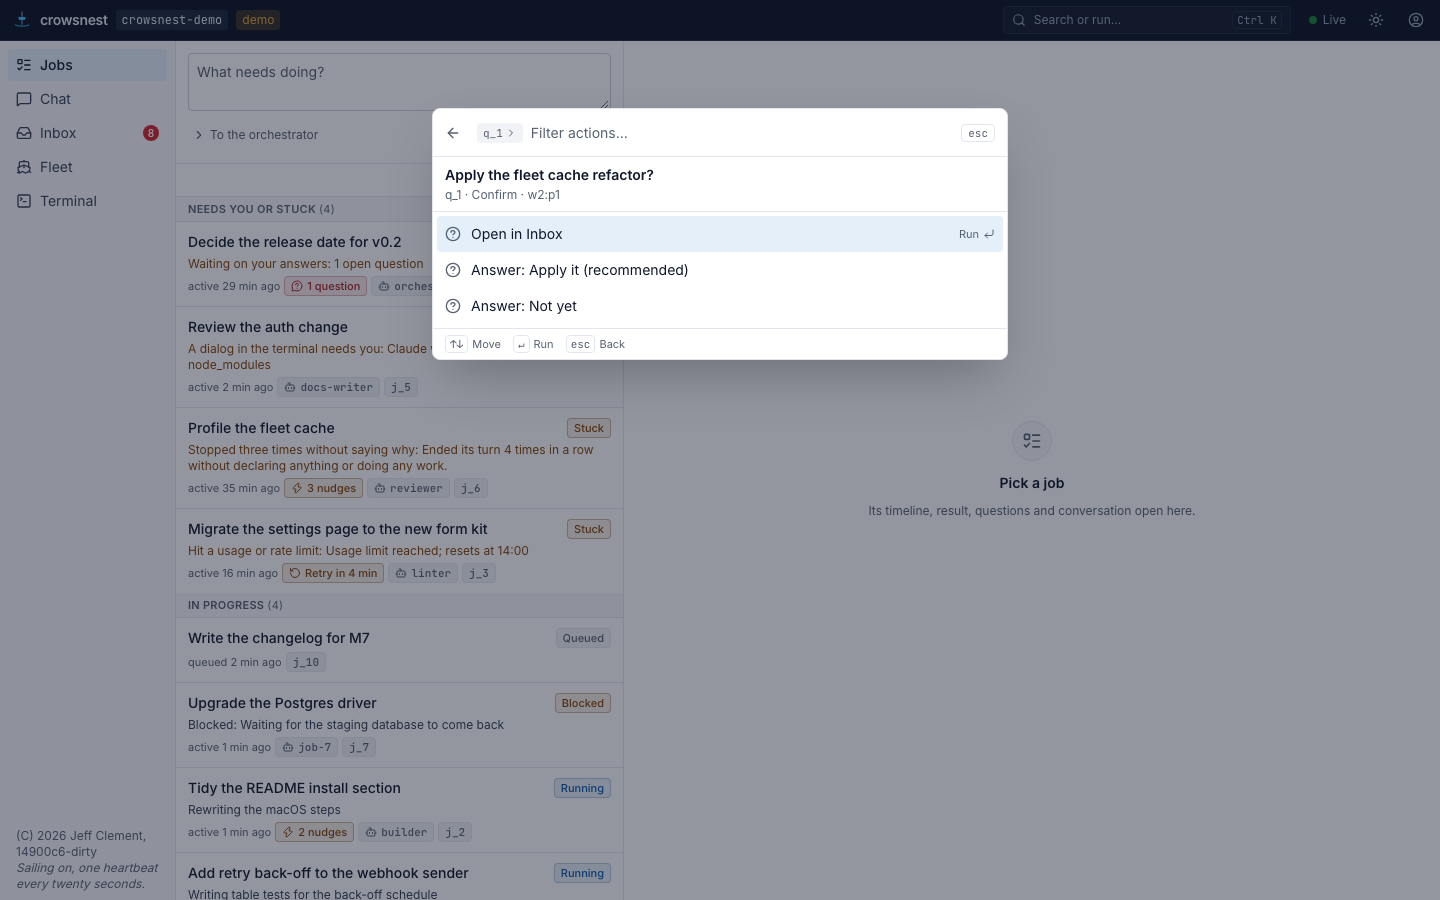 crowsnest crowsnest-demo demo Search or run... Ctrl K Live
Jobs
Chat
Inbox 8
Fleet
Terminal
(C) 2026 Jeff Clement,
14900c6-dirty
Sailing on, one heartbeat
every twenty seconds.
What needs doing?
To the orchestrator
NEEDS YOU OR STUCK (4)
Decide the release date for v0.2
Waiting on your answers: 1 open question
active 29 min ago 1 question
Review the auth change
A dialog in the terminal needs you: Claude
node_modules
active 2 min ago docs-writer j_5
Profile the fleet cache Stuck
Stopped three times without saying why: Ended its turn 4 times in a row
without declaring anything or doing any work.
active 35 min ago 3 nudges reviewer j_6
Migrate the settings page to the new form kit Stuck
Hit a usage or rate limit: Usage limit reached; resets at 14:00
active 16 min ago Retry in 4 min linter j_3
IN PROGRESS (4)
Write the changelog for M7 Queued
queued 2 min ago j_10
Upgrade the Postgres driver Blocked
Blocked: Waiting for the staging database to come back
active 1 min ago job-7 j_7
Tidy the README install section Running
Rewriting the macOS steps
active 1 min ago 2 nudges builder j_2
Add retry back-off to the webhook sender Running
Writing table tests for the back-off schedule
q_1 Filter actions... esc
Apply the fleet cache refactor?
q_1 · Confirm · w2:p1
Open in Inbox Run
Answer: Apply it (recommended)
Answer: Not yet
↑↓ Move ↵ Run esc Back
Pick a job
Its timeline, result, questions and conversation open here.